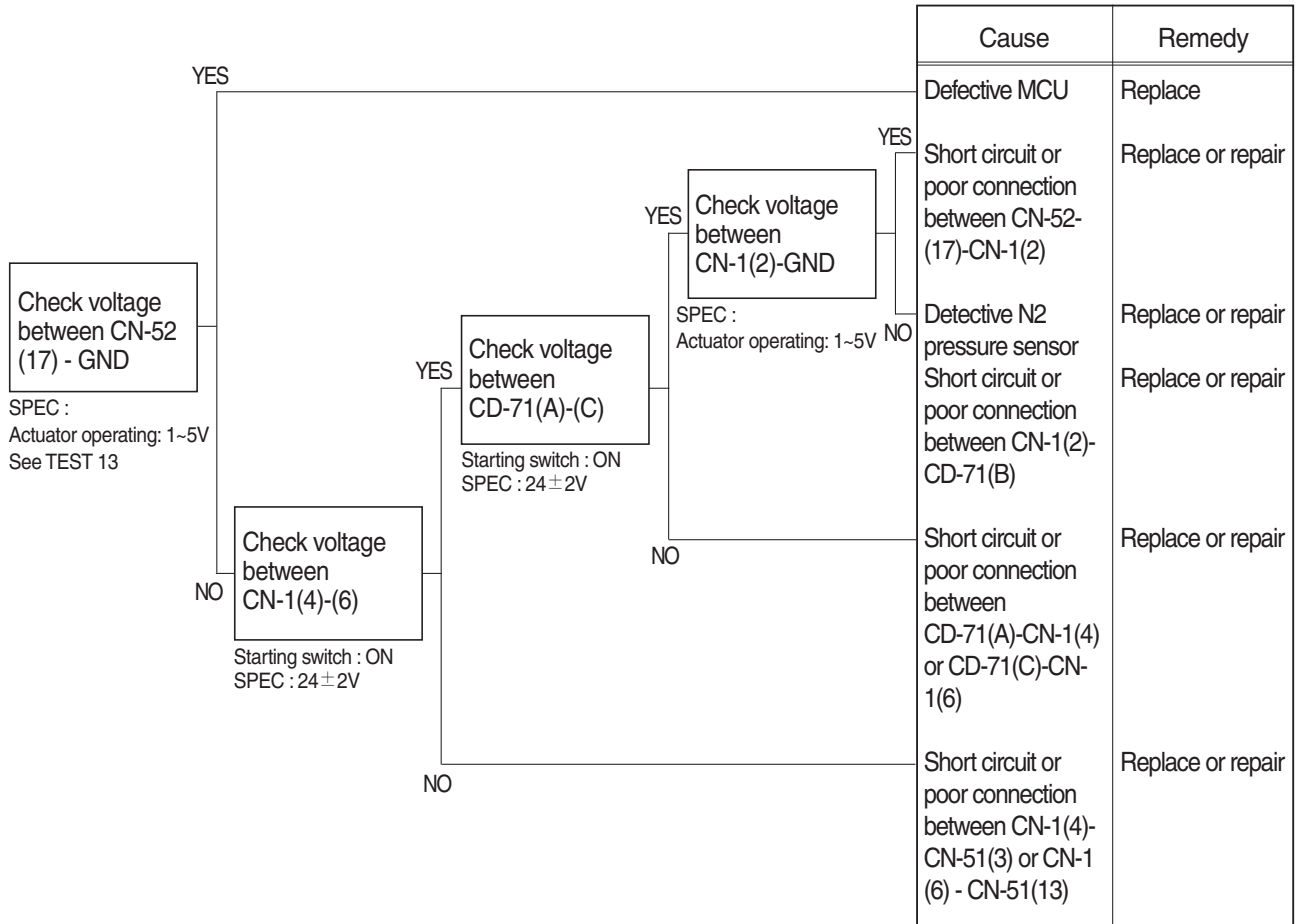 Cause
Remedy
YES
Defective MCU
Replace
YES
Short circuit or
poor connection
between CN-52-
(17)-CN-1(2)
Replace or repair
YES
Check voltage
between
CN-1(2)-GND
SPEC :
Actuator operating: 1~5V
NO
Detective N2
pressure sensor
Replace or repair
Short circuit or
poor connection
between CN-1(2)-
CD-71(B)
Replace or repair
Check voltage
between CN-52
(17) - GND
SPEC :
Actuator operating: 1~5V
See TEST 13
YES
Check voltage
between
CD-71(A)-(C)
Starting switch : ON
SPEC : 24±2V
NO
Short circuit or
poor connection
between
CD-71(A)-CN-1(4)
or CD-71(C)-CN-
1(6)
Replace or repair
NO
Check voltage
between
CN-1(4)-(6)
Starting switch : ON
SPEC : 24±2V
NO
Short circuit or
poor connection
between CN-1(4)-
CN-51(3) or CN-1
(6) - CN-51(13)
Replace or repair